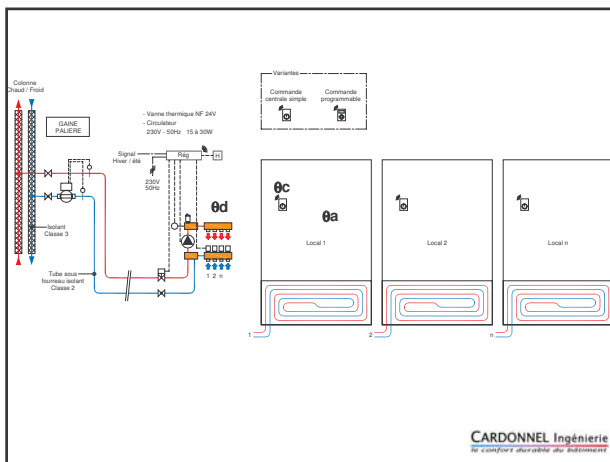 Variantes
Colonne
Chaud / Froid
Commande
centrale simple
Commande
programmable
GAINE
PALIERE
- Vanne thermique NF 24V
- Circulateur
230V - 50Hz 15 à 30W
Signal
Hiver / été
Rég
H
230V
50Hz
θc
θd
θa
Isolant
Classe 3
Local 1
Local 2
Local n
Tube sous
fourreau isolant
Classe 2
1 2 n
1
2
n
CARDONNEL Ingénierie
le confort durable du bâtiment